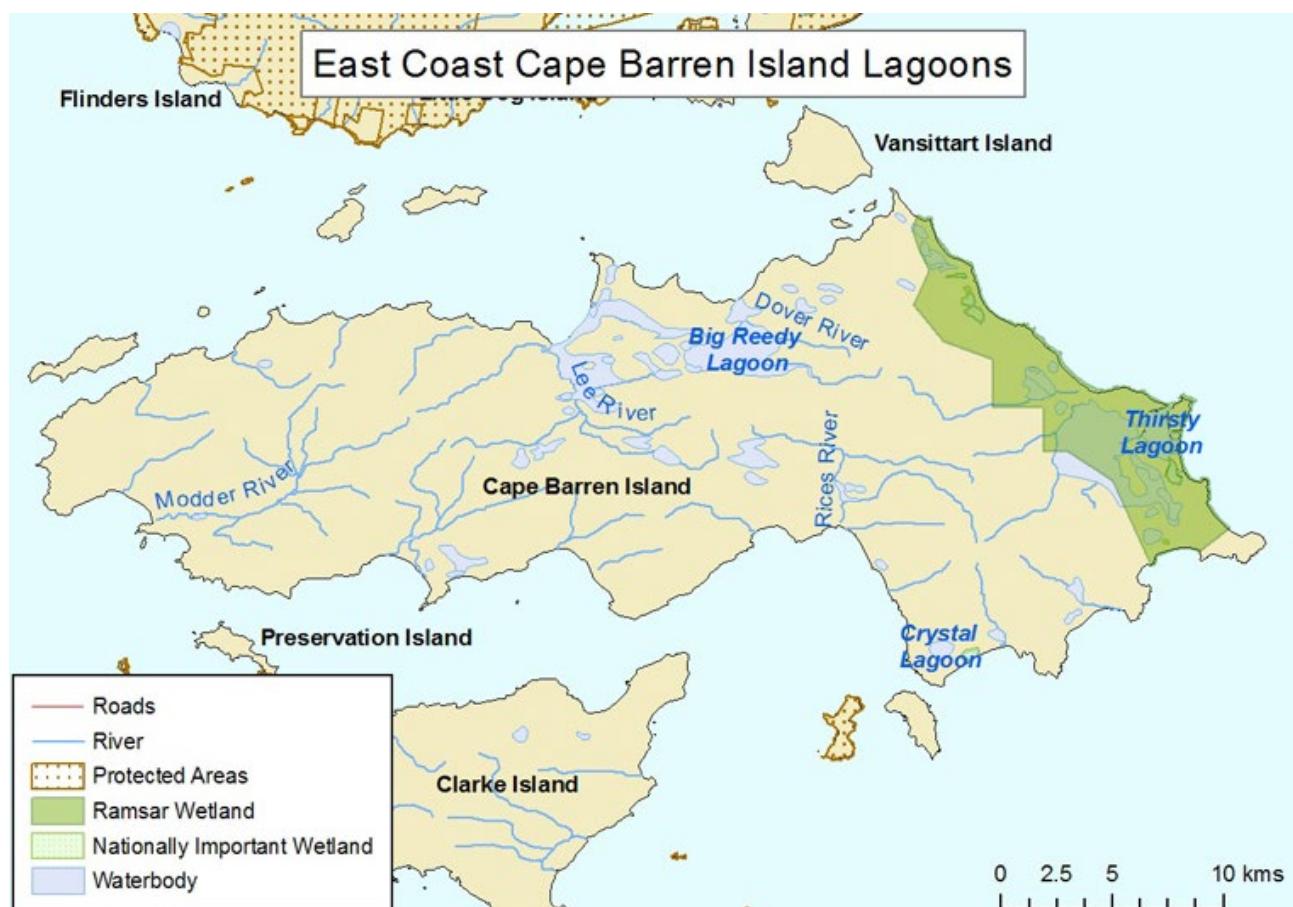 East Coast Cape Barren Island Lagoons
Flinders Island
Vansittart Island
Dover River
Big Reedy
Lagoon
Lee River
Thirsty
Lagoon
Rices River
Modder River
Cape Barren Island
Crystal
Lagoon
Preservation Island
Clarke Island
Roads
River
Protected Areas
Ramsar Wetland
Nationally Important Wetland
Waterbody
0 2.5 5 10 kms